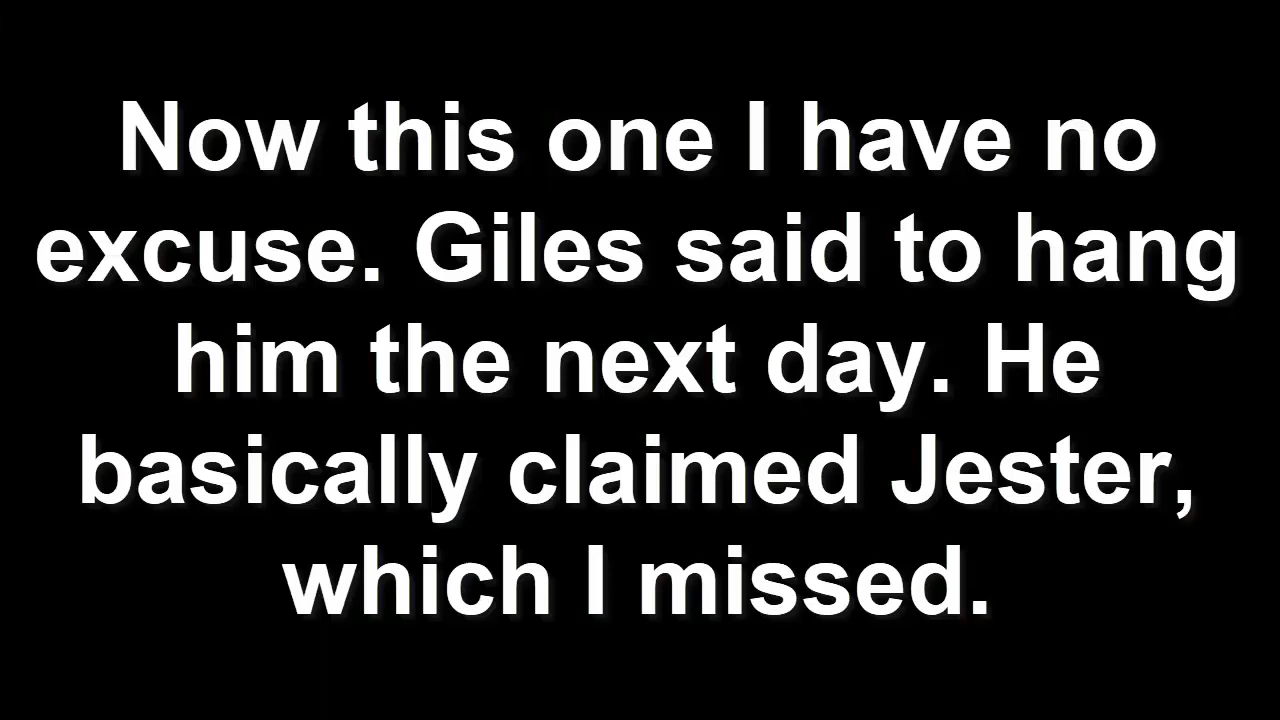 Now this one I have no
excuse. Giles said to hang
him the next day. He
basically claimed Jester,
which I missed.